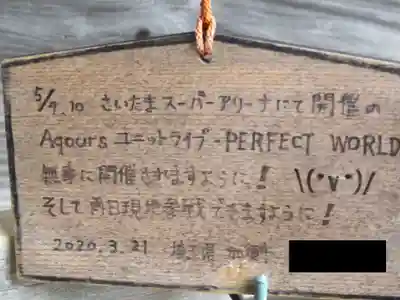 5/9.10 さいたまスーパーアリーナにて開催の
Aqours ユニットライブ-PERFECT WORLD
無事に開催されますように! \(°v°)/
そして両日現地参戦できますように!
2020.3.21 埼玉県